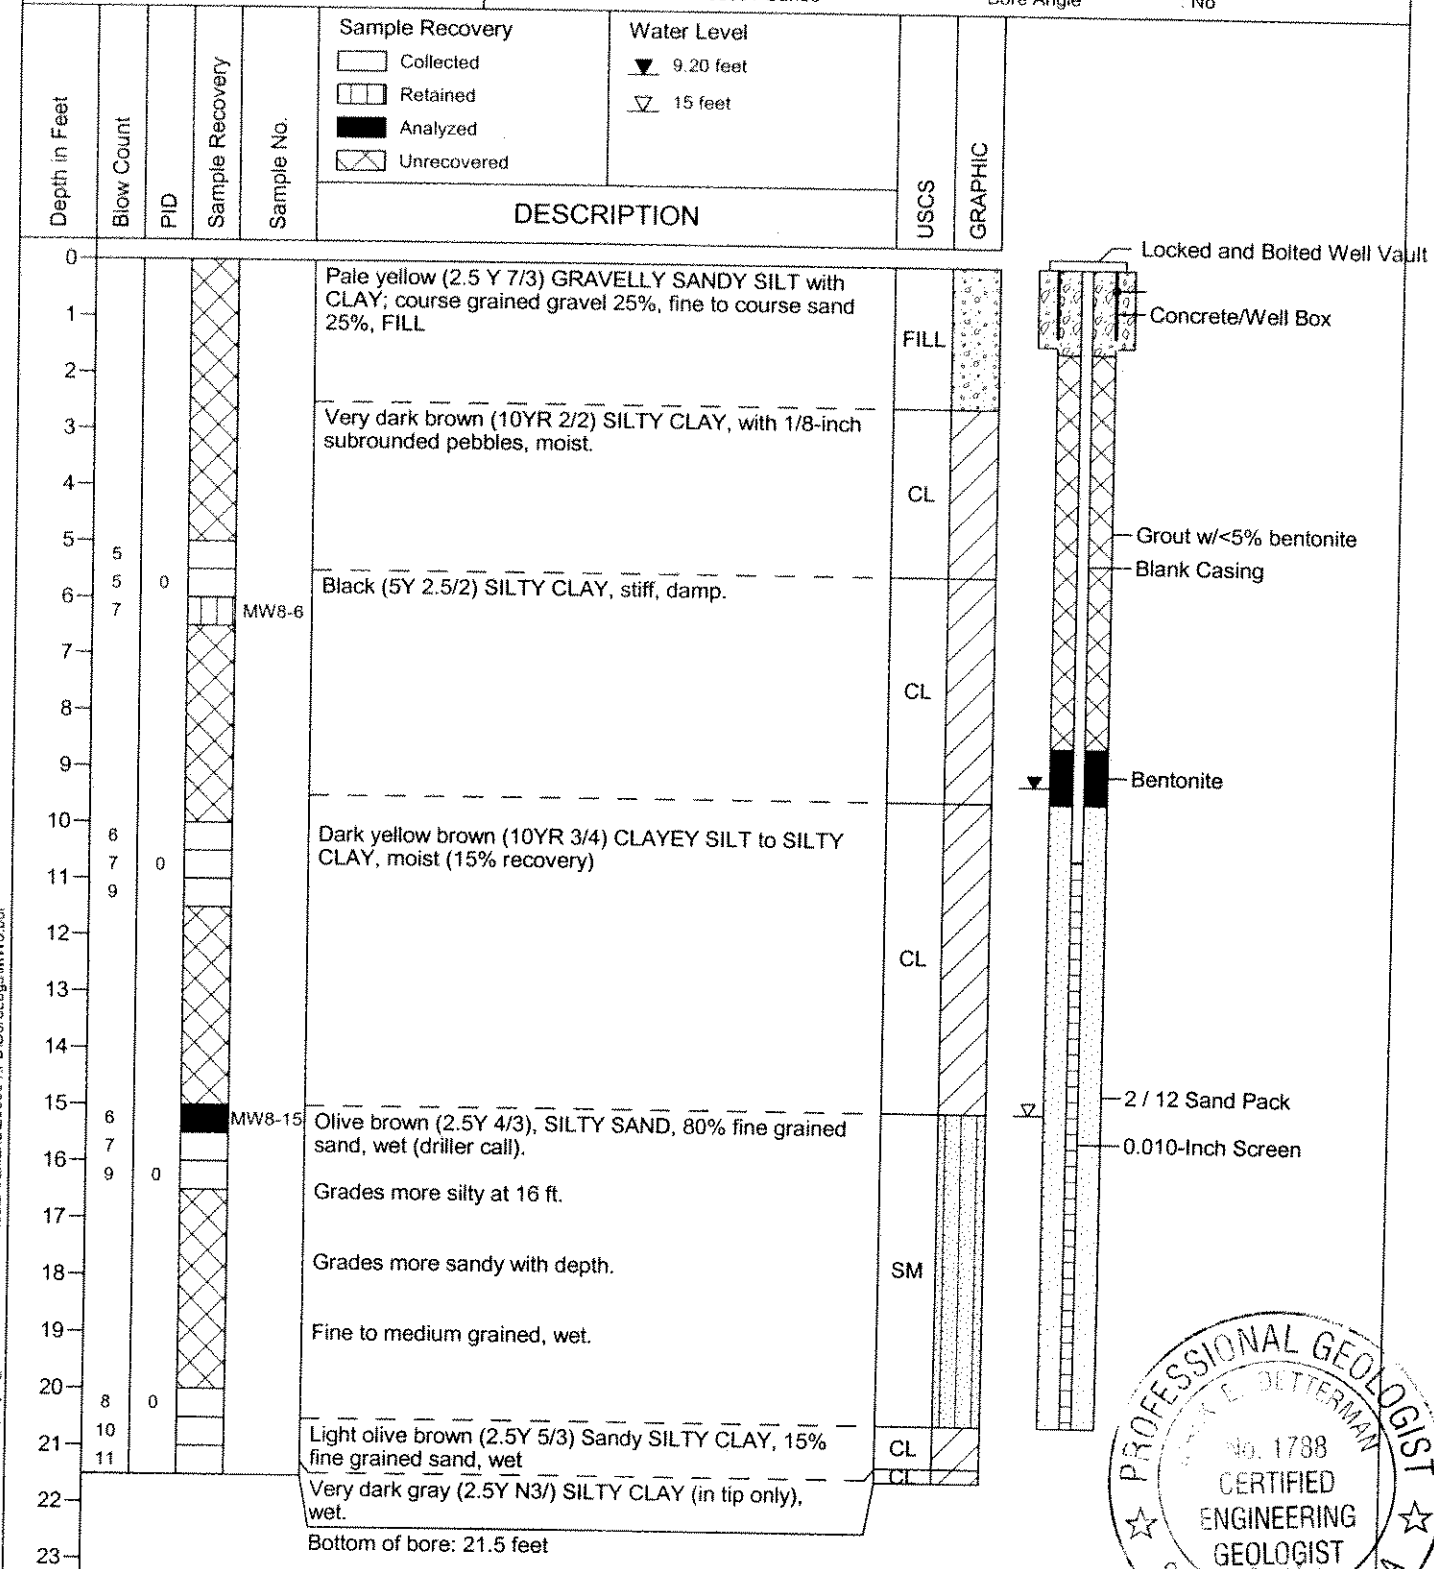 Bore Angle : No
Depth in Feet
Blow Count
PID
Sample Recovery
Sample No.
Sample Recovery
Collected
Retained
Analyzed
Unrecovered
Water Level
9.20 feet
15 feet
DESCRIPTION
USCS
GRAPHIC
0
1
2
3
4
5
6
7
8
9
10
11
12
13
14
15
16
17
18
19
20
21
22
23
5
5 0
7 MW8-6
6
7 0
9
6 MW8-15
7
9 0
8 0
10
11
Pale yellow (2.5 Y 7/3) GRAVELLY SANDY SILT with
CLAY; course grained gravel 25%, fine to course sand
25%, FILL
FILL
Very dark brown (10YR 2/2) SILTY CLAY, with 1/8-inch
subrounded pebbles, moist.
CL
Black (5Y 2.5/2) SILTY CLAY, stiff, damp.
CL
Dark yellow brown (10YR 3/4) CLAYEY SILT to SILTY
CLAY, moist (15% recovery)
CL
Olive brown (2.5Y 4/3), SILTY SAND, 80% fine grained
sand, wet (driller call).
Grades more silty at 16 ft.
Grades more sandy with depth.
SM
Fine to medium grained, wet.
Light olive brown (2.5Y 5/3) Sandy SILTY CLAY, 15%
fine grained sand, wet
CL
CL
Very dark gray (2.5Y N3/) SILTY CLAY (in tip only),
wet.
Bottom of bore: 21.5 feet
Locked and Bolted Well Vault
Concrete/Well Box
Grout w/<5% bentonite
Blank Casing
Bentonite
2 / 12 Sand Pack
0.010-Inch Screen
PROFESSIONAL GEOLOGIST
E. DETTERMAN
No. 1788
CERTIFIED
ENGINEERING
GEOLOGIST